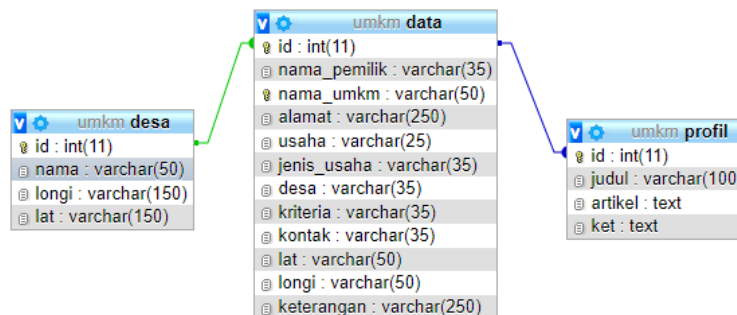 umkm desa
id : int(11)
nama : varchar(50)
longi : varchar(150)
lat : varchar(150)
umkm data
id : int(11)
nama_pemilik : varchar(35)
nama_umkm : varchar(50)
alamat : varchar(250)
usaha : varchar(25)
jenis_usaha : varchar(35)
desa : varchar(35)
kriteria : varchar(35)
kontak : varchar(35)
lat : varchar(50)
longi : varchar(50)
keterangan : varchar(250)
umkm profil
id : int(11)
judul : varchar(100
artikel : text
ket : text